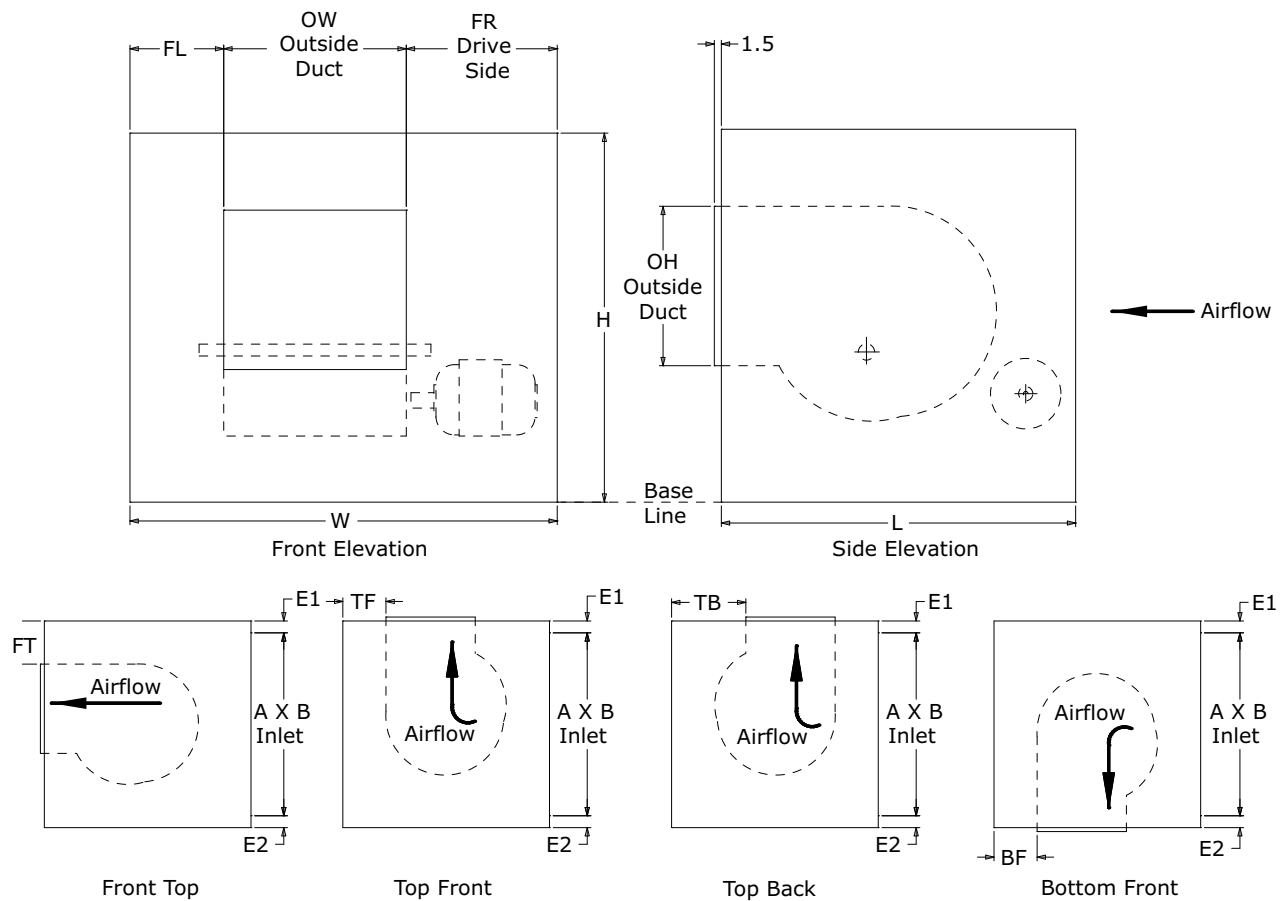 OW
Outside
Duct
FR
Drive
Side
FL
1.5
OH
Outside
Duct
H
Airflow
Base
Line
W
L
Front Elevation
Side Elevation
E1
TF
E1
TB
E1
E1
FT
Airflow
A X B
Inlet
Airflow
A X B
Inlet
Airflow
A X B
Inlet
Airflow
A X B
Inlet
E2
E2
E2
BF
E2
Front Top
Top Front
Top Back
Bottom Front